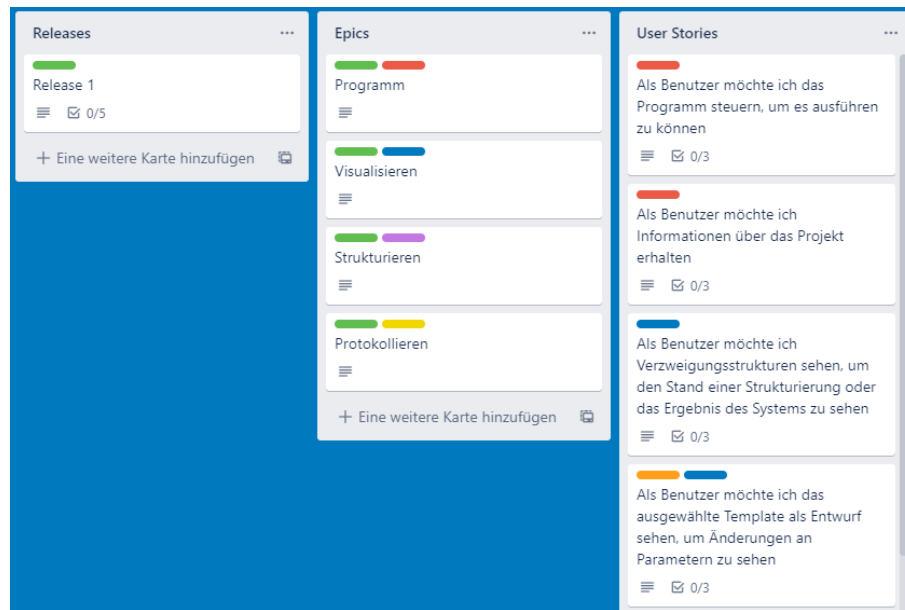 Releases
Release 1
0/5
Eine weitere Karte hinzufügen
Epics
Programm
Visualisieren
Strukturieren
Protokollieren
Eine weitere Karte hinzufügen
User Stories
Als Benutzer möchte ich das
Programm steuern, um es ausführen
zu können
0/3
Als Benutzer möchte ich
Informationen über das Projekt
erhalten
0/3
Als Benutzer möchte ich
Verzweigungsstrukturen sehen, um
den Stand einer Strukturierung oder
das Ergebnis des Systems zu sehen
0/3
Als Benutzer möchte ich das
ausgewählte Template als Entwurf
sehen, um Änderungen an
Parametern zu sehen
0/3